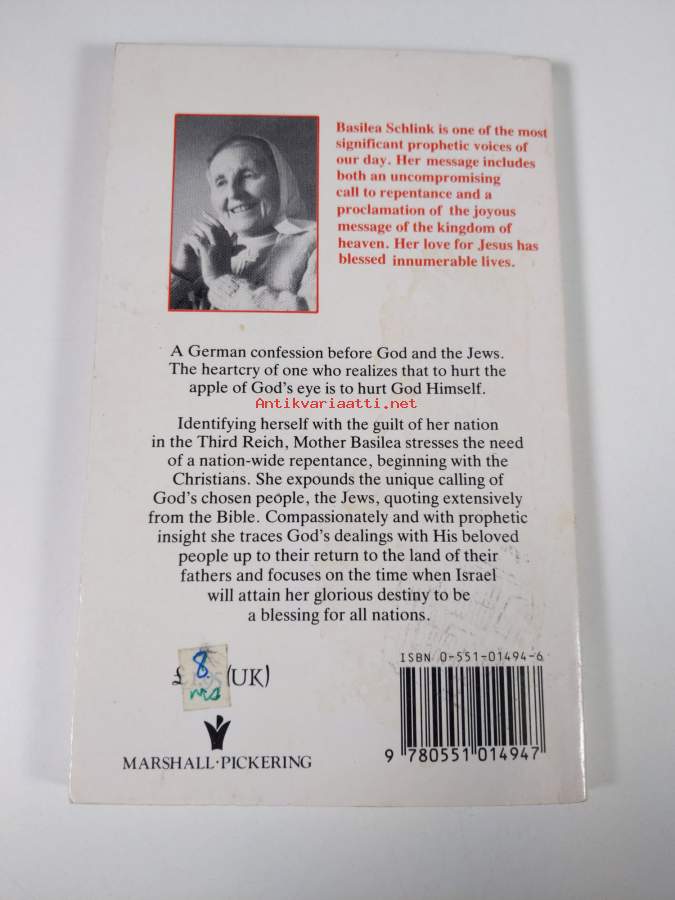 Basilea Schlink is one of the most
significant prophetic voices of
our day. Her message includes
both an uncompromising
call to repentance and a
proclamation of the joyous
message of the kingdom of
heaven. Her love for Jesus has
blessed innumerable lives.
A German confession before God and the Jews.
The heartcry of one who realizes that to hurt the
apple of God's eye is to hurt God Himself.
Antikvariaatti.net
Identifying herself with the guilt of her nation
in the Third Reich, Mother Basilea stresses the need
of a nation-wide repentance, beginning with the
Christians. She expounds the unique calling of
God's chosen people, the Jews, quoting extensively
from the Bible. Compassionately and with prophetic
insight she traces God's dealings with His beloved
people up to their return to the land of their
fathers and focuses on the time when Israel
will attain her glorious destiny to be
a blessing for all nations.
ISBN 0-551-01494-6
£ 8 (UK)
MARSHALL·PICKERING
9 780551 014947